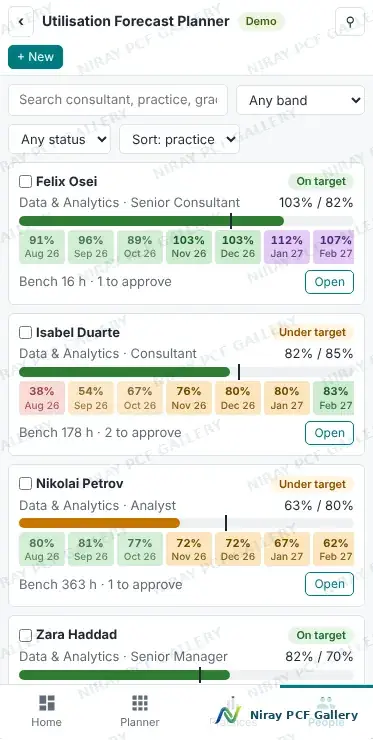 ‹ Utilisation Forecast Planner Demo
+ New
Search consultant, practice, gra
Any band
Any status
Sort: practice
Felix Osei On target
Data & Analytics · Senior Consultant 103% / 82%
91% 96% 89% 103% 103% 112% 107%
Aug 26 Sep 26 Oct 26 Nov 26 Dec 26 Jan 27 Feb 27
Bench 16 h · 1 to approve Open
Isabel Duarte Under target
Data & Analytics · Consultant 82% / 85%
38% 54% 67% 76% 80% 80% 83%
Aug 26 Sep 26 Oct 26 Nov 26 Dec 26 Jan 27 Feb 27
Bench 178 h · 2 to approve Open
Nikolai Petrov Under target
Data & Analytics · Analyst 63% / 80%
80% 81% 77% 72% 72% 67% 62%
Aug 26 Sep 26 Oct 26 Nov 26 Dec 26 Jan 27 Feb 27
Bench 363 h · 1 to approve Open
Zara Haddad On target
Data & Analytics · Senior Manager 82% / 70%
Home Planner People
Niray PCF Gallery
NIRAY PCF GALLERY